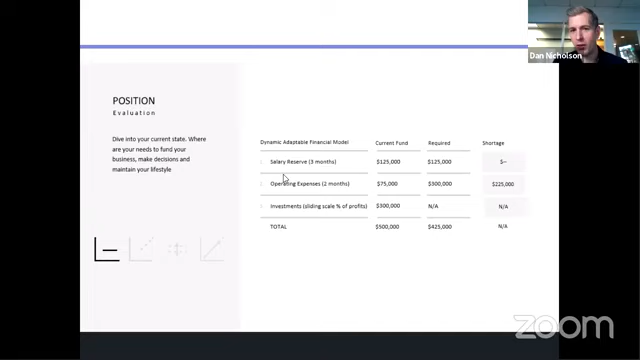 Dan Nicholson
POSITION
Evaluation
Dive into your current state. Where
are your needs to fund your
business, make decisions and
maintain your lifestyle
Dynamic Adaptable Financial Model Current Fund Required Shortage
Salary Reserve (3 months) $125,000 $125,000 $--
Operating Expenses (2 months) $75,000 $300,000 $225,000
Investments (sliding scale % of profits) $300,000 N/A N/A
TOTAL $500,000 $425,000 N/A
zoom